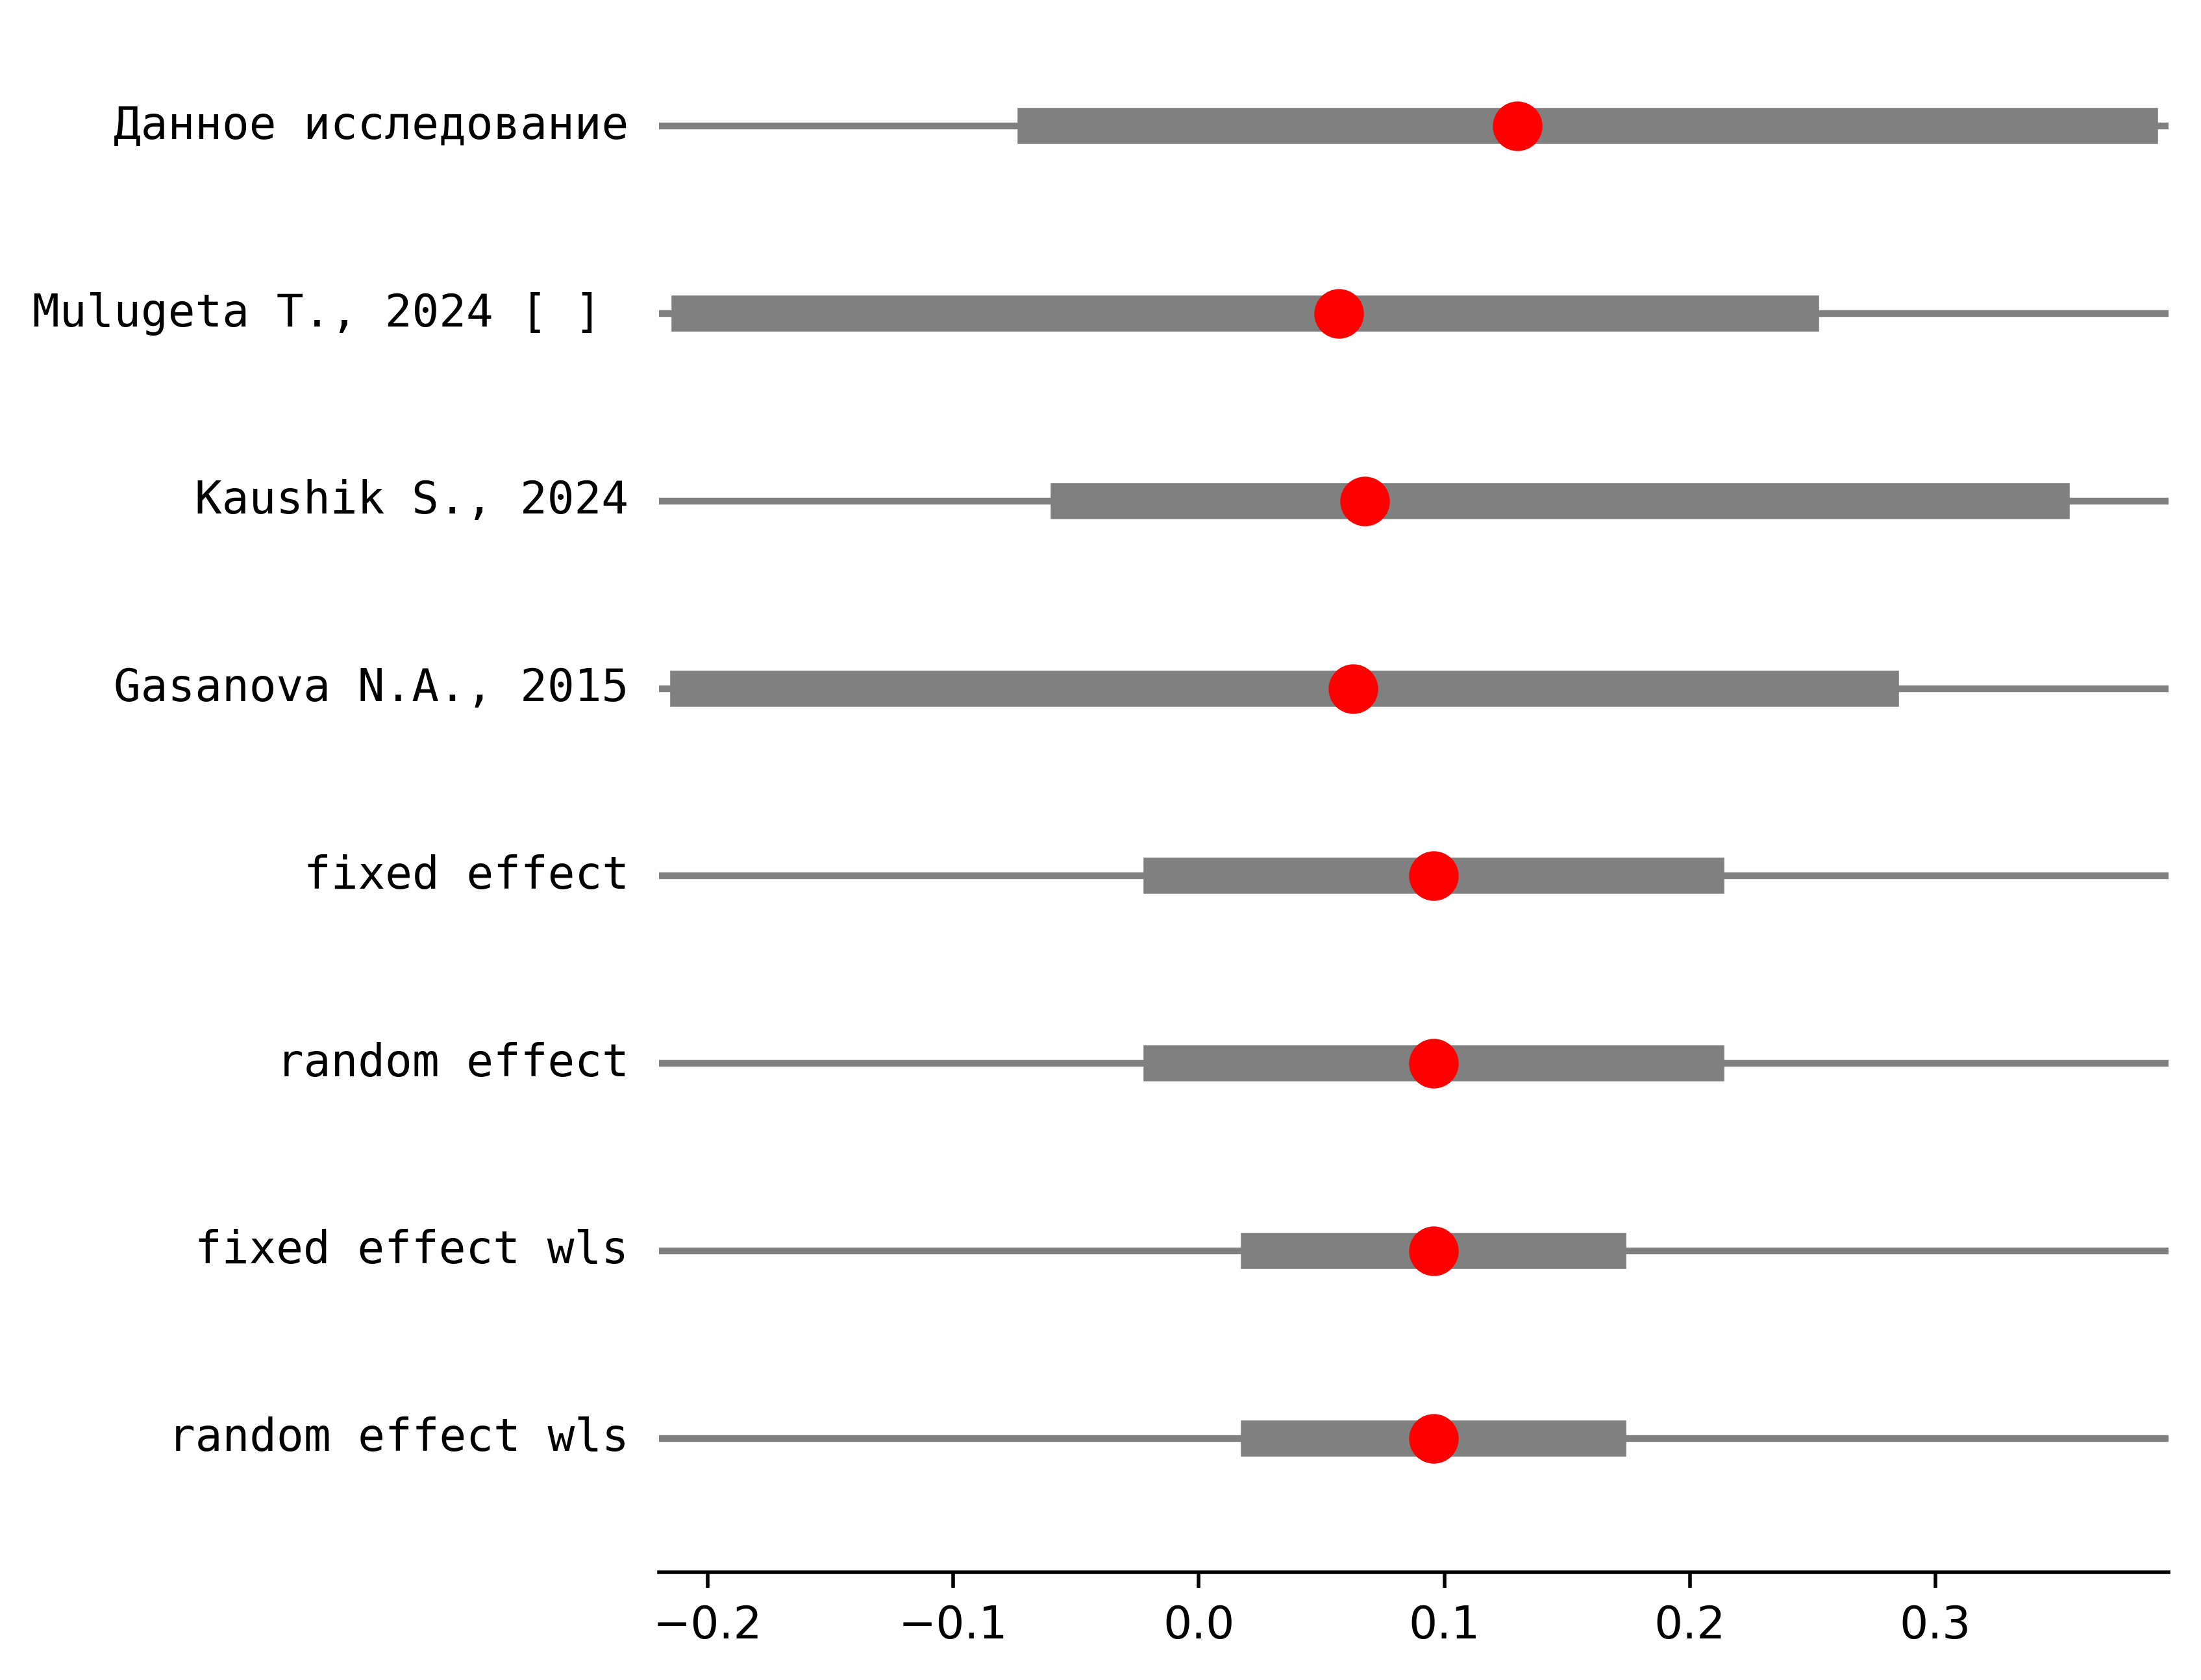 Данное исследование
Mulugeta T., 2024 [ ]
Kaushik S., 2024
Gasanova N.A., 2015
fixed effect
random effect
fixed effect wls
random effect wls
−0.2 −0.1 0.0 0.1 0.2 0.3